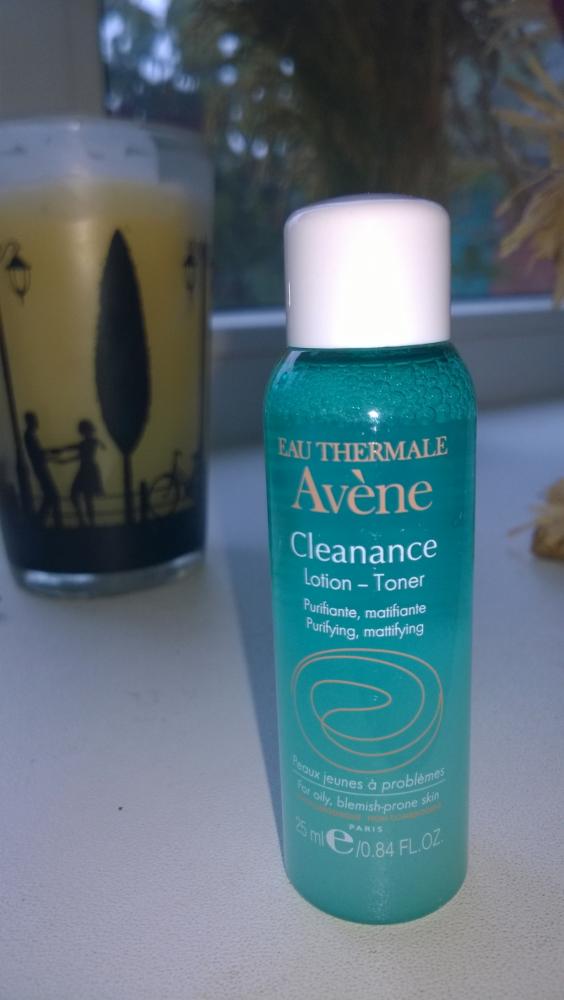 EAU THERMALE
Avène
Cleanance
Lotion – Toner
Purifiante, matifiante
Purifying, mattifying
Peaux jeunes à problèmes
For oily, blemish-prone skin
PARIS
25 ml e/0.84 FL.OZ.